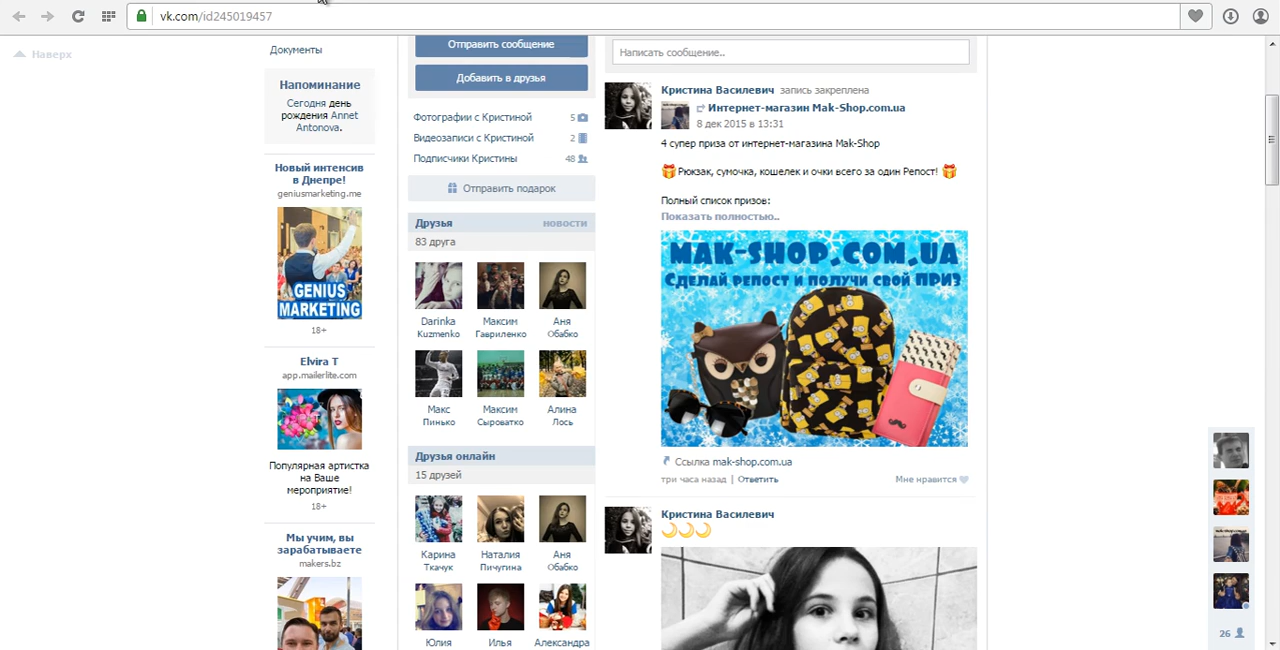 vk.com/id245019457
Наверх
Документы
Напоминание
Сегодня день
рождения Annet
Antonova.
Новый интенсив
в Днепре!
geniusmarketing.me
GENIUS
MARKETING
18+
Elvira T
app.mailerlite.com
Популярная артистка
на Ваше
мероприятие!
18+
Мы учим, вы
зарабатываете
makers.bz
Отправить сообщение
Добавить в друзья
Фотографии с Кристиной 5
Видеозаписи с Кристиной 2
Подписчики Кристины 48
Отправить подарок
Друзья новости
83 друга
Darinka
Kuzmenko
Максим
Гавриленко
Аня
Обабко
Макс
Пинько
Максим
Сыроватко
Алина
Лось
Друзья онлайн
15 друзей
Карина
Ткачук
Наталия
Пичугина
Аня
Обабко
Юлия
Илья
Александра
Написать сообщение..
Кристина Василевич запись закреплена
Интернет-магазин Mak-Shop.com.ua
8 дек 2015 в 13:31
4 супер приза от интернет-магазина Mak-Shop
🎁Рюкзак, сумочка, кошелек и очки всего за один Репост! 🎁
Полный список призов:
Показать полностью..
MAK-SHOP.COM.UA
Сделай репост и получи свой приз
Ссылка mak-shop.com.ua
три часа назад | Ответить Мне нравится
Кристина Василевич
🌙🌙🌙
26